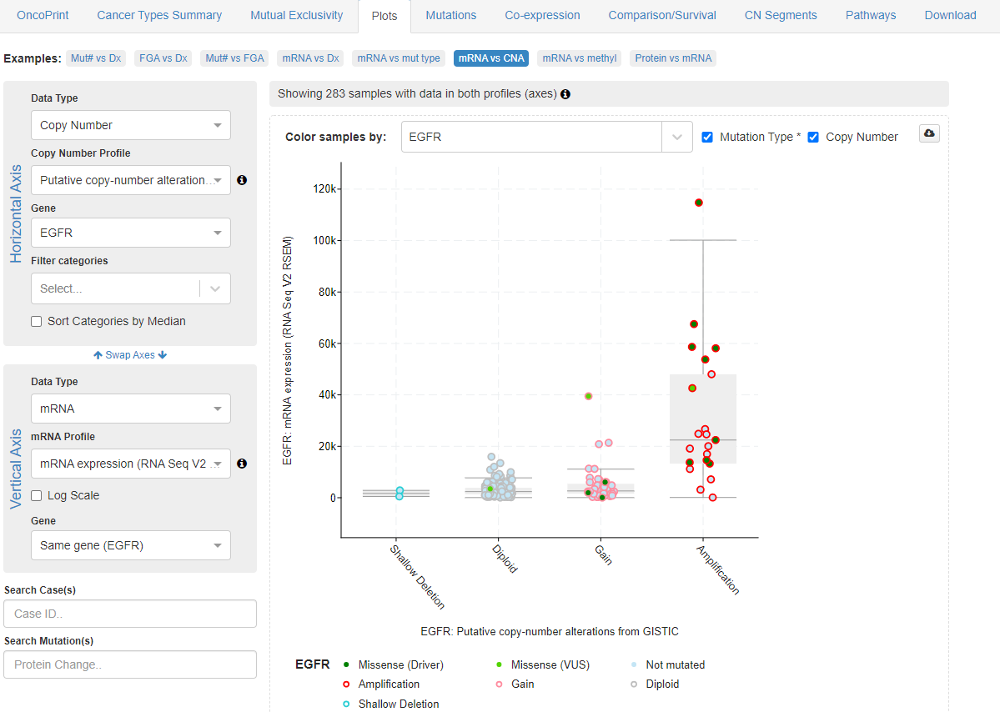 OncoPrint Cancer Types Summary Mutual Exclusivity Plots Mutations Co-expression Comparison/Survival CN Segments Pathways Download
Examples: Mut# vs Dx FGA vs Dx Mut# vs FGA mRNA vs Dx mRNA vs mut type mRNA vs CNA mRNA vs methyl Protein vs mRNA
Horizontal Axis
Data Type
Copy Number
Copy Number Profile
Putative copy-number alteration...
Gene
EGFR
Filter categories
Select...
Sort Categories by Median
Swap Axes
Vertical Axis
Data Type
mRNA
mRNA Profile
mRNA expression (RNA Seq V2 ...
Log Scale
Gene
Same gene (EGFR)
Search Case(s)
Case ID..
Search Mutation(s)
Protein Change..
Showing 283 samples with data in both profiles (axes)
Color samples by: EGFR Mutation Type * Copy Number
EGFR: mRNA expression (RNA Seq V2 RSEM)
120k
100k
80k
60k
40k
20k
0
Shallow Deletion
Diploid
Gain
Amplification
EGFR: Putative copy-number alterations from GISTIC
EGFR Missense (Driver) Missense (VUS) Not mutated
Amplification Gain Diploid
Shallow Deletion